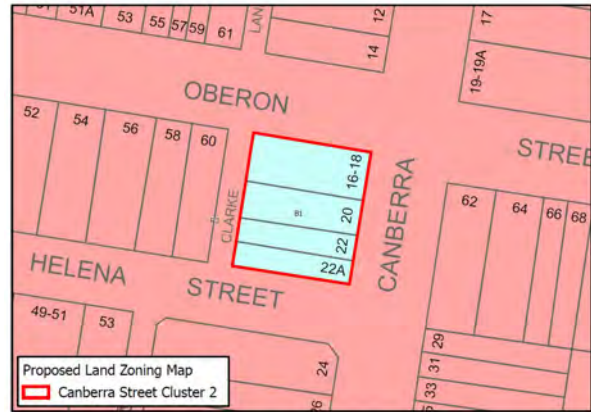 51A
53
55
57
59
61
LAN
12
14
17
19-19A
OBERON
STREE
52
54
56
58
60
CLARKE
16-18
20
B1
22
22A
CANBERRA
62
64
66
68
HELENA
STREET
49-51
53
24
26
29
31
33
Proposed Land Zoning Map
Canberra Street Cluster 2